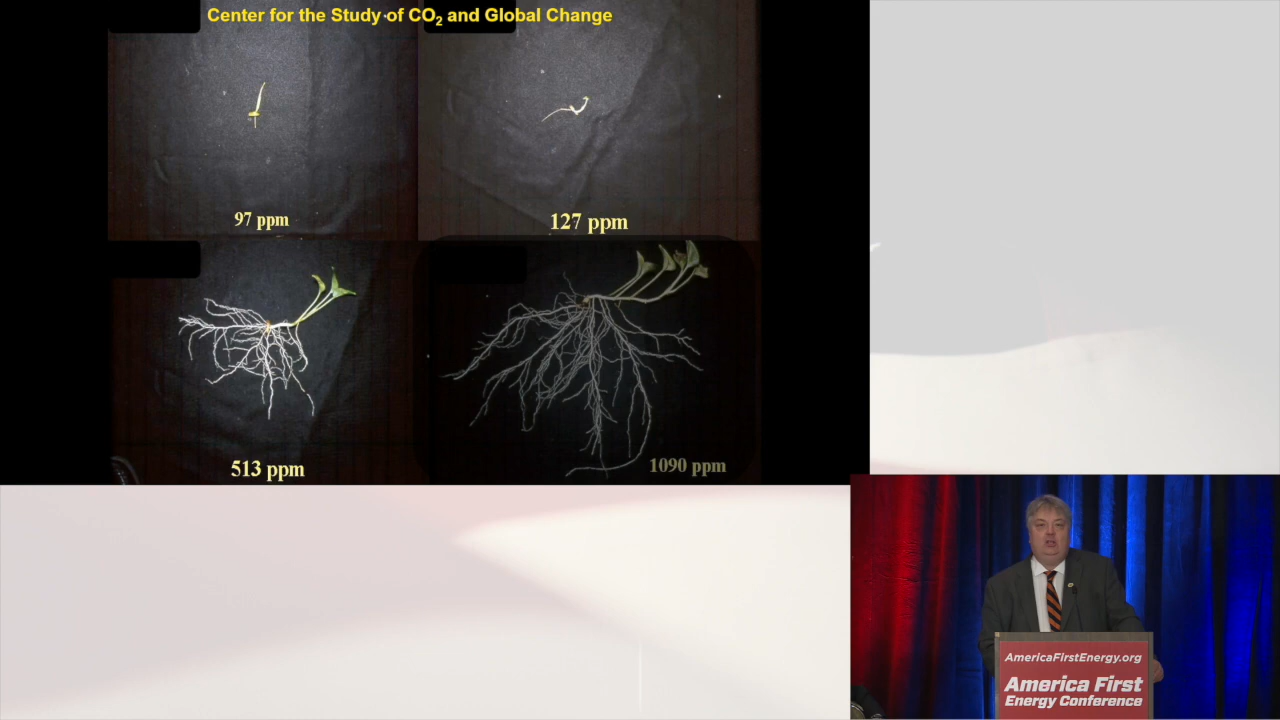 Center for the Study of CO₂ and Global Change
97 ppm
127 ppm
513 ppm
1090 ppm
AmericaFirstEnergy.org
America First
Energy Conference